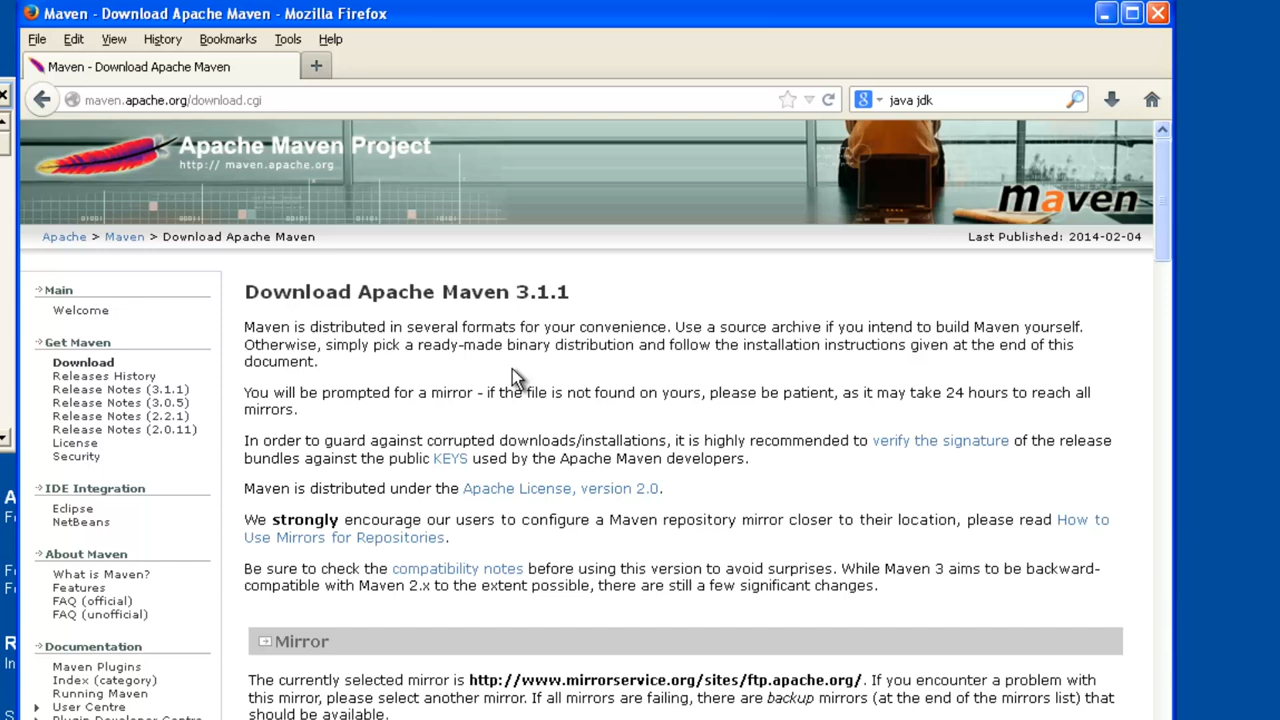 Maven - Download Apache Maven - Mozilla Firefox
File Edit View History Bookmarks Tools Help
Maven - Download Apache Maven
maven.apache.org/download.cgi
java jdk
Apache Maven Project
http://maven.apache.org
maven
Apache > Maven > Download Apache Maven
Last Published: 2014-02-04
Main
Welcome
Get Maven
Download
Releases History
Release Notes (3.1.1)
Release Notes (3.0.5)
Release Notes (2.2.1)
Release Notes (2.0.11)
License
Security
IDE Integration
Eclipse
NetBeans
About Maven
What is Maven?
Features
FAQ (official)
FAQ (unofficial)
Documentation
Maven Plugins
Index (category)
Running Maven
User Centre
Plugin Developer Centre
Download Apache Maven 3.1.1
Maven is distributed in several formats for your convenience. Use a source archive if you intend to build Maven yourself.
Otherwise, simply pick a ready-made binary distribution and follow the installation instructions given at the end of this
document.
You will be prompted for a mirror - if the file is not found on yours, please be patient, as it may take 24 hours to reach all
mirrors.
In order to guard against corrupted downloads/installations, it is highly recommended to verify the signature of the release
bundles against the public KEYS used by the Apache Maven developers.
Maven is distributed under the Apache License, version 2.0.
We strongly encourage our users to configure a Maven repository mirror closer to their location, please read How to
Use Mirrors for Repositories.
Be sure to check the compatibility notes before using this version to avoid surprises. While Maven 3 aims to be backward-
compatible with Maven 2.x to the extent possible, there are still a few significant changes.
Mirror
The currently selected mirror is http://www.mirrorservice.org/sites/ftp.apache.org/. If you encounter a problem with
this mirror, please select another mirror. If all mirrors are failing, there are backup mirrors (at the end of the mirrors list) that
should be available.